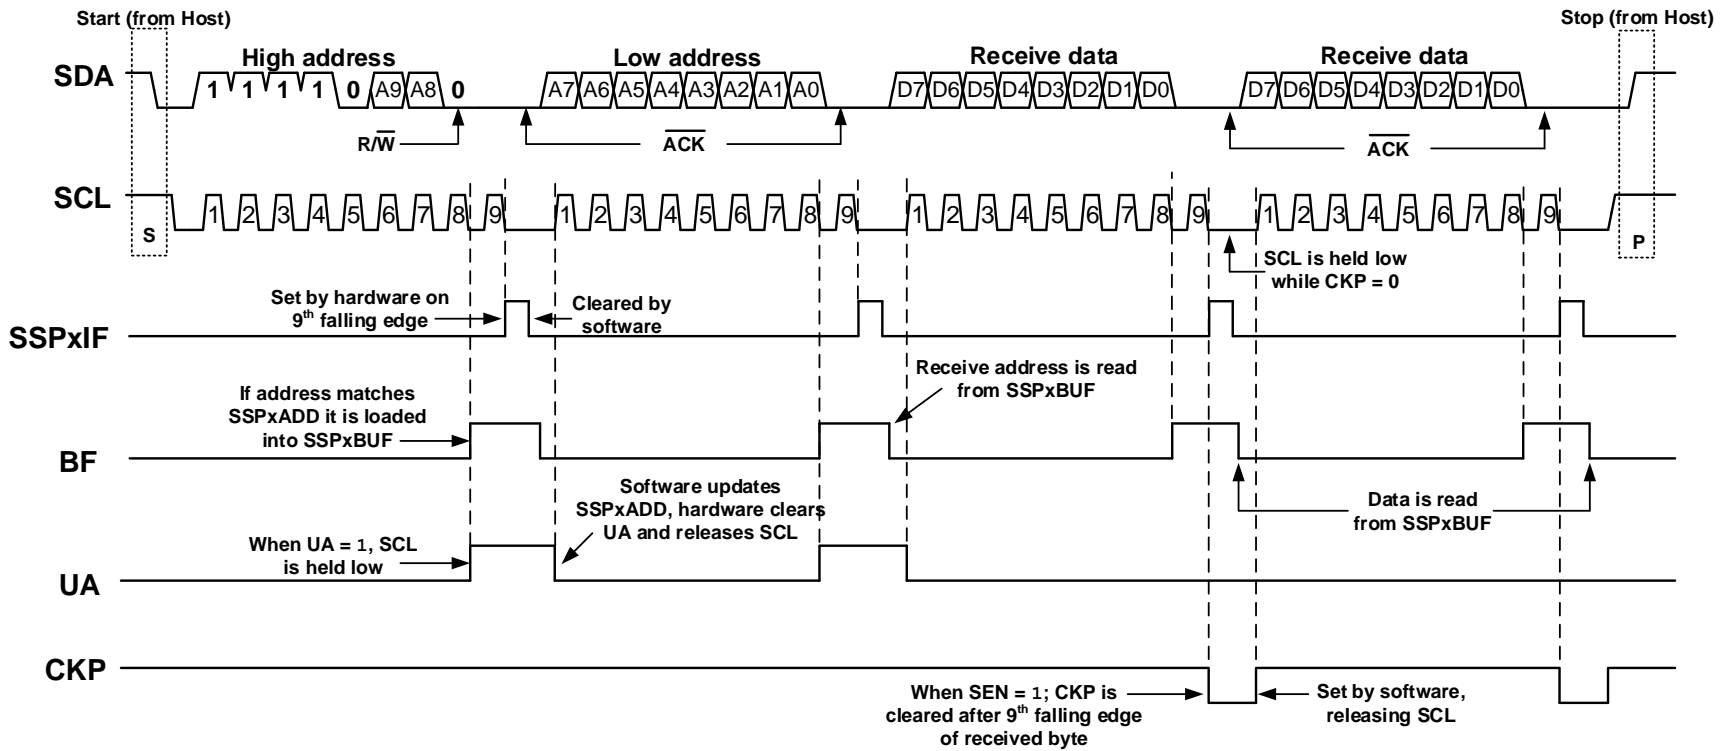 Start (from Host)
Stop (from Host)
High address
Low address
Receive data
Receive data
SDA
1 1 1 1 0 A9 A8 0
A7 A6 A5 A4 A3 A2 A1 A0
D7 D6 D5 D4 D3 D2 D1 D0
D7 D6 D5 D4 D3 D2 D1 D0
R/W
ACK
ACK
SCL
1 2 3 4 5 6 7 8 9
1 2 3 4 5 6 7 8 9
1 2 3 4 5 6 7 8 9
1 2 3 4 5 6 7 8 9
S
P
SCL is held low
while CKP = 0
Set by hardware on
9th falling edge
Cleared by
software
SSPxIF
Receive address is read
from SSPxBUF
If address matches
SSPxADD it is loaded
into SSPxBUF
BF
Software updates
SSPxADD, hardware clears
UA and releases SCL
Data is read
from SSPxBUF
When UA = 1, SCL
is held low
UA
CKP
When SEN = 1; CKP is
cleared after 9th falling edge
of received byte
Set by software,
releasing SCL